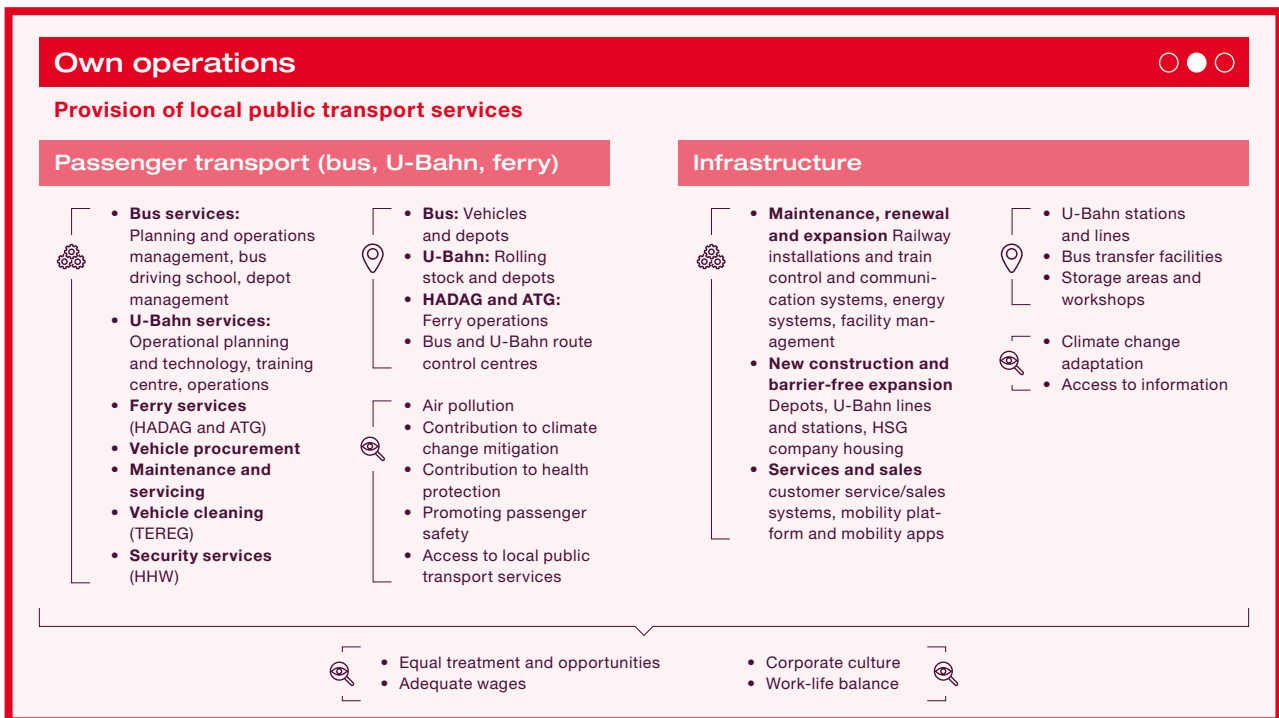 Own operations
Provision of local public transport services
Passenger transport (bus, U-Bahn, ferry)
• Bus services:
Planning and operations
management, bus
driving school, depot
management
• U-Bahn services:
Operational planning
and technology, training
centre, operations
• Ferry services
(HADAG and ATG)
• Vehicle procurement
• Maintenance and
servicing
• Vehicle cleaning
(TEREG)
• Security services
(HHW)
• Bus: Vehicles
and depots
• U-Bahn: Rolling
stock and depots
• HADAG and ATG:
Ferry operations
• Bus and U-Bahn route
control centres
• Air pollution
• Contribution to climate
change mitigation
• Contribution to health
protection
• Promoting passenger
safety
• Access to local public
transport services
Infrastructure
• Maintenance, renewal
and expansion Railway
installations and train
control and communi-
cation systems, energy
systems, facility man-
agement
• New construction and
barrier-free expansion
Depots, U-Bahn lines
and stations, HSG
company housing
• Services and sales
customer service/sales
systems, mobility plat-
form and mobility apps
• U-Bahn stations
and lines
• Bus transfer facilities
• Storage areas and
workshops
• Climate change
adaptation
• Access to information
• Equal treatment and opportunities
• Adequate wages
• Corporate culture
• Work-life balance